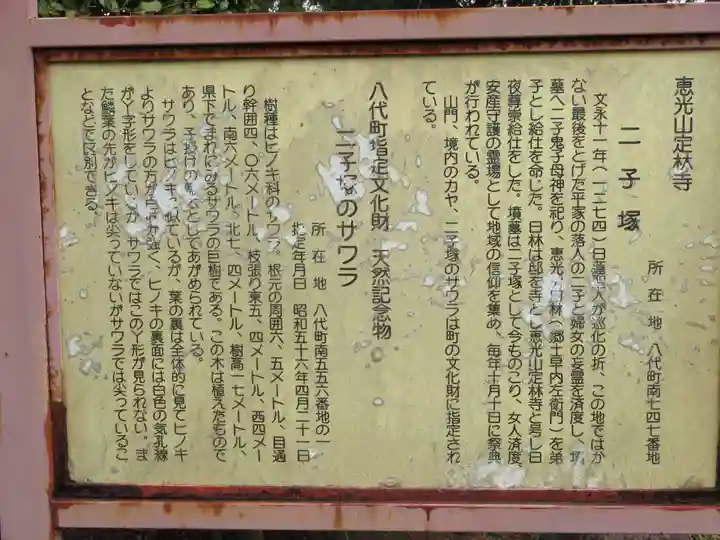 恵光山定林寺
二子塚
所在地 八代町南七四七番地
文永十一年(一二七四)日蓮 人が巡化の折、この地ではか
ない最後をとげた平家の落人の二子と婦女の妄霊を済度し、墳
墓へ二子鬼子母神を祀り、恵光 日林(郷士早内左衛門)を弟
子とし給仕を命じた。日林は邸を寺とし恵光山定林寺と号し日
夜尊崇給仕をした。墳墓は二子塚として今ものこり、女人済度、
安産守護の霊場として地域の信仰を集め、毎年十月十日に祭典
が行われている。
山門、境内のカヤ、二子塚のサワラは町の文化財に指定され
ている。
八代町指定文化財 天然記念物
二子塚のサワラ
所在地 八代町南五五六番地の一
指定年月日 昭和五十六年四月二十一日
樹種はヒノキ科のサワラ。根元の周囲六、五メートル、目通
り幹囲四、〇六メートル、枝張り東五、四メートル、西四メー
トル、南六メートル、北七、四メートル、樹高一七メートル、
県下でまれにみるサワラの巨樹である。この木は植えたもので
あり、子授けの 木としてあがめられている。
サワラはヒノキに似ているが、葉の裏は全体的に見てヒノキ
よりサワラの方が白 が強く、ヒノキの裏面には白色の気孔線
がY字形をしているが、サワラではこのY形が見られない。ま
た鱗葉の先がヒノキは尖っていないがサワラでは尖っているこ
となどで区別できる。